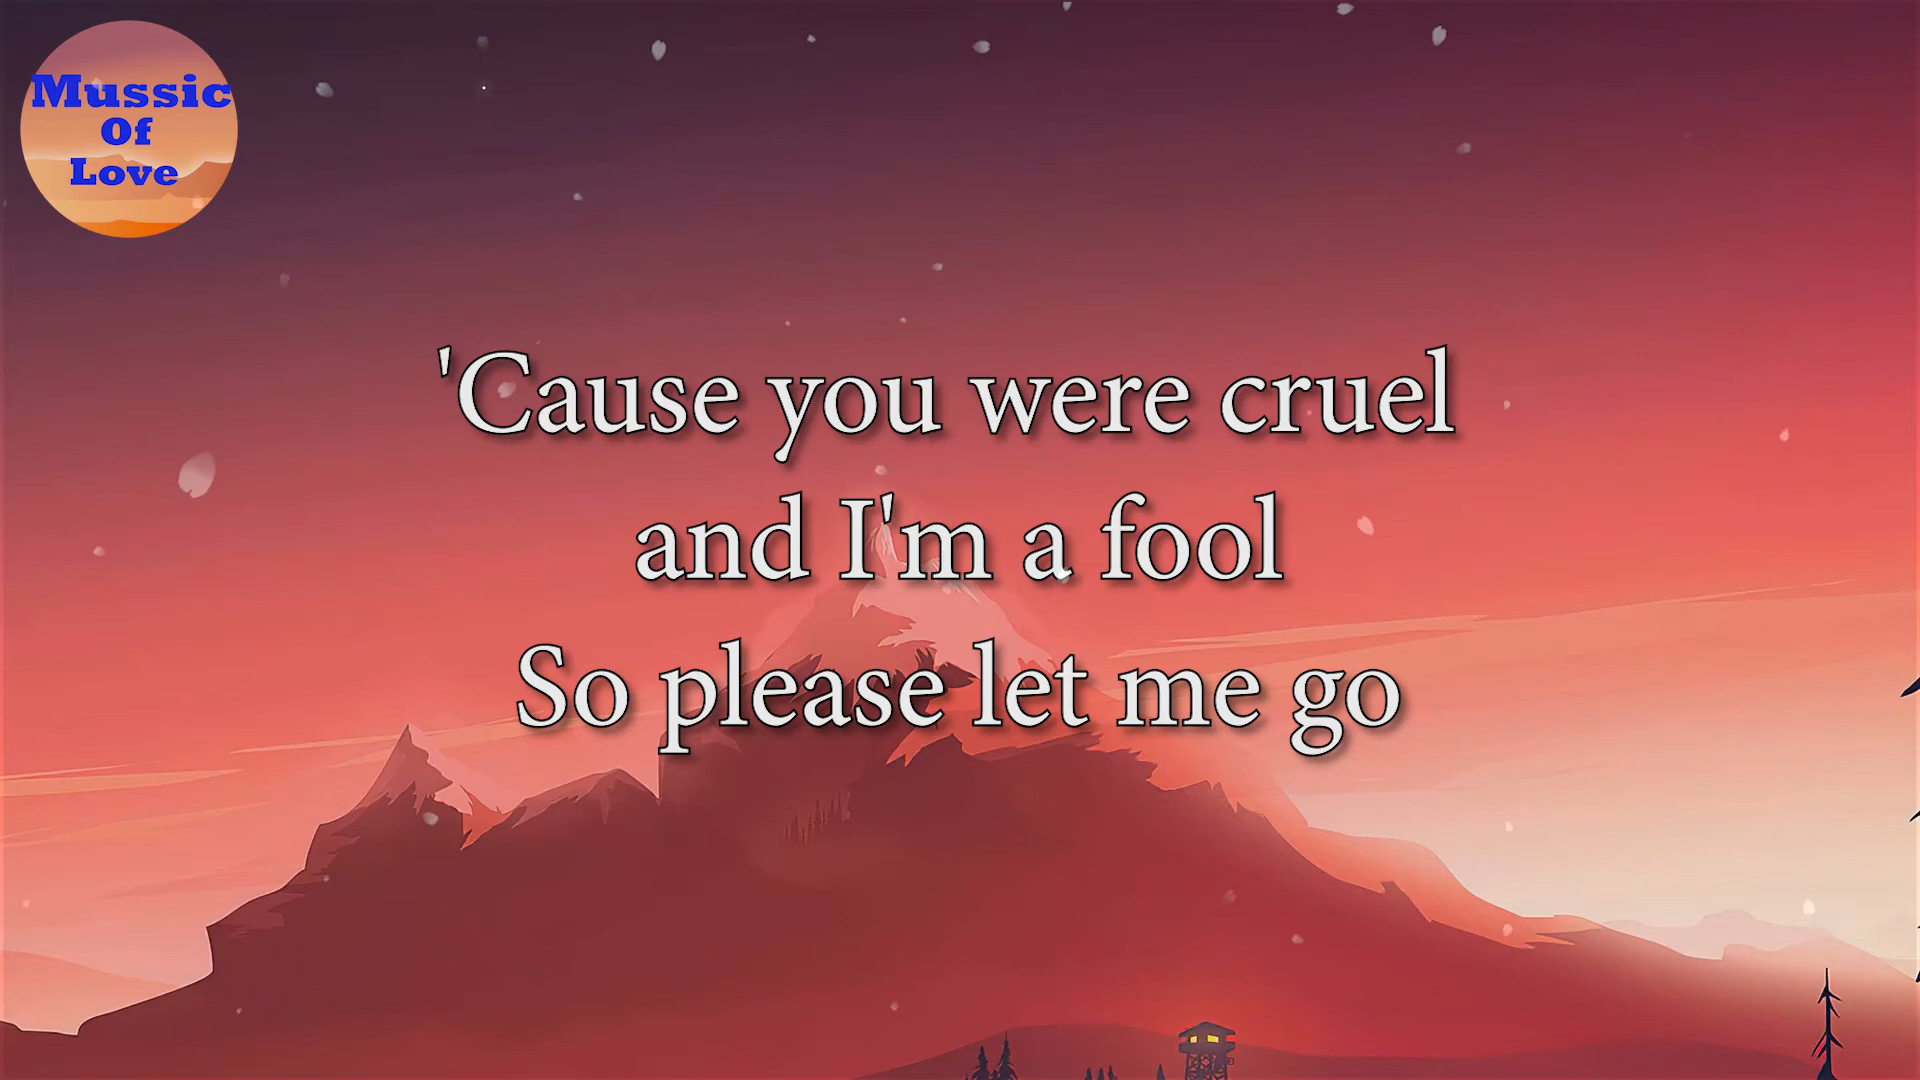 Mussic
Of
Love
'Cause you were cruel
and I'm a fool
So please let me go